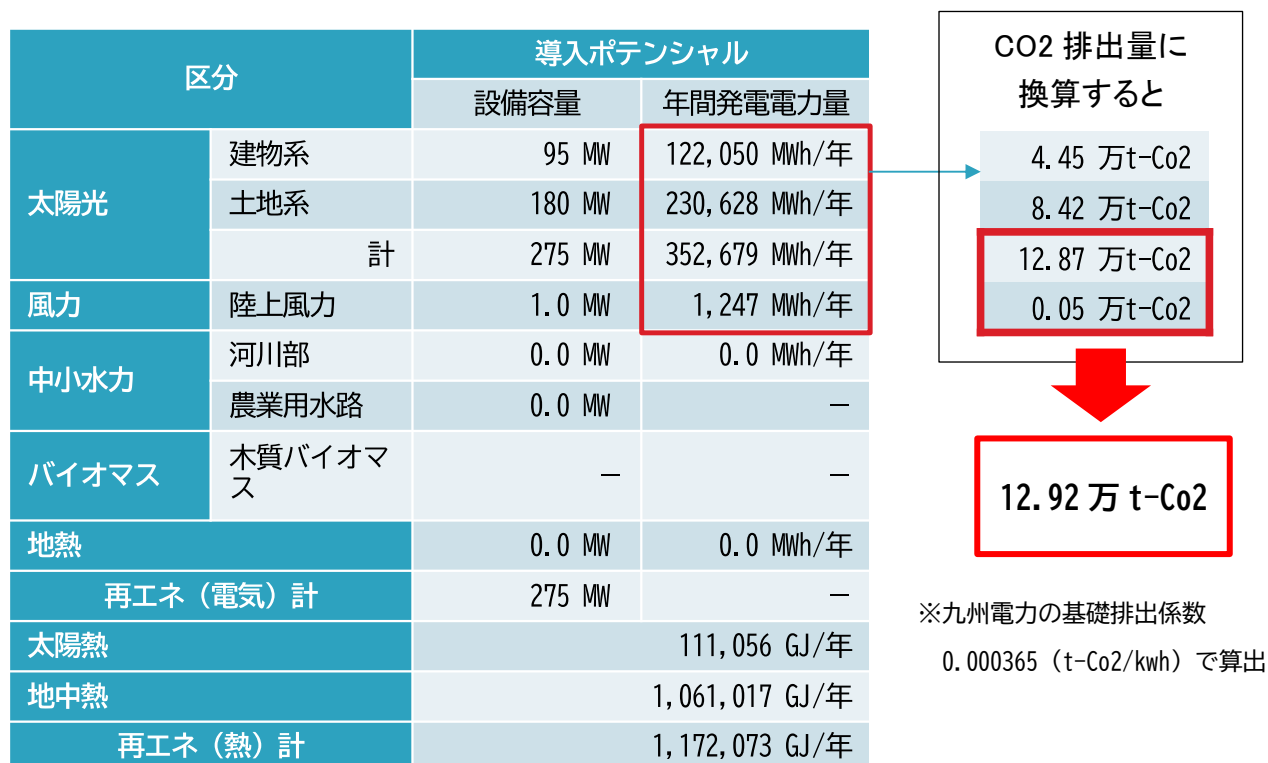 区分
導入ポテンシャル
設備容量
年間発電電力量
太陽光
建物系
95 MW
122,050 MWh/年
土地系
180 MW
230,628 MWh/年
計
275 MW
352,679 MWh/年
風力
陸上風力
1.0 MW
1,247 MWh/年
中小水力
河川部
0.0 MW
0.0 MWh/年
農業用水路
0.0 MW
－
バイオマス
木質バイオマ
ス
－
－
地熱
0.0 MW
0.0 MWh/年
再エネ（電気）計
275 MW
－
太陽熱
111,056 GJ/年
地中熱
1,061,017 GJ/年
再エネ（熱）計
1,172,073 GJ/年
CO2 排出量に
換算すると
4.45 万t-Co2
8.42 万t-Co2
12.87 万t-Co2
0.05 万t-Co2
12.92 万 t-Co2
※九州電力の基礎排出係数
0.000365（t-Co2/kwh）で算出